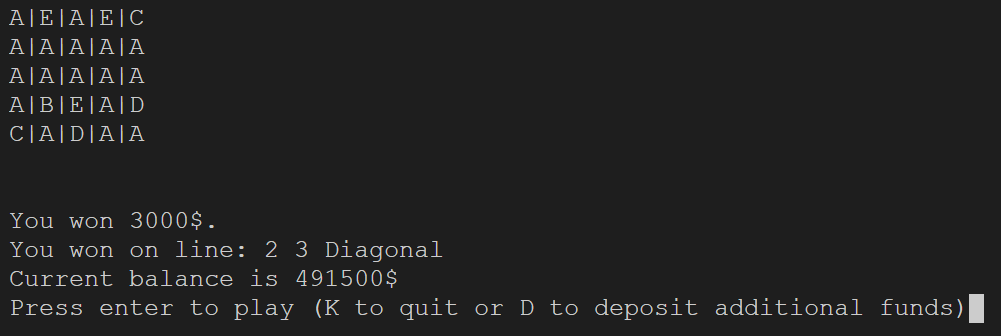 A|E|A|E|C
A|A|A|A|A
A|A|A|A|A
A|B|E|A|D
C|A|D|A|A
You won 3000$.
You won on line: 2 3 Diagonal
Current balance is 491500$
Press enter to play (K to quit or D to deposit additional funds)